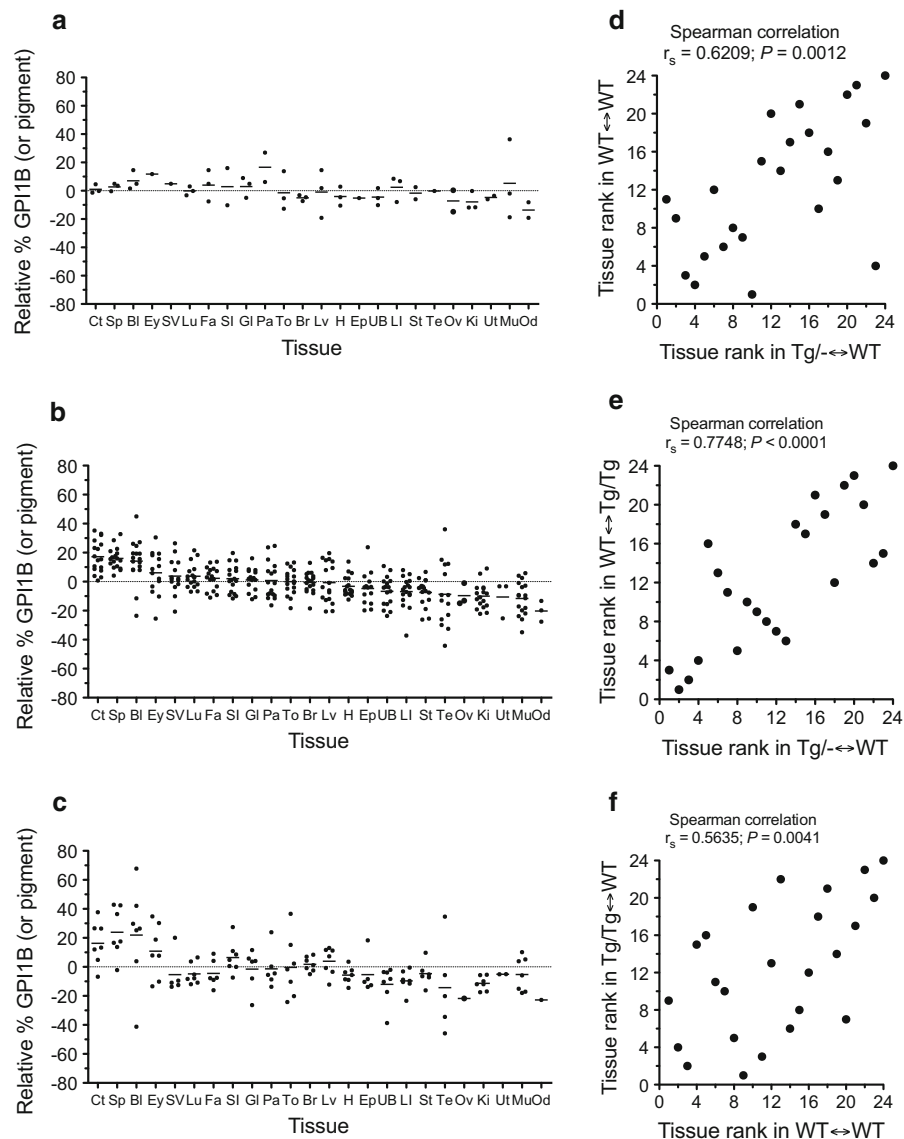 a
Relative % GPI1B (or pigment)
80
60
40
20
0
-20
-40
-60
-80
Ct Sp Bl Ey SV Lu Fa SI Gl Pa To Br Lv H Ep UB LI St Te Ov Ki Ut Mu Od
Tissue
d
Spearman correlation
rs = 0.6209; P = 0.0012
Tissue rank in WT↔WT
24
20
16
12
8
4
0
0 4 8 12 16 20 24
Tissue rank in Tg/-↔WT
b
Relative % GPI1B (or pigment)
80
60
40
20
0
-20
-40
-60
-80
Ct Sp Bl Ey SV Lu Fa SI Gl Pa To Br Lv H Ep UB LI St Te Ov Ki Ut Mu Od
Tissue
e
Spearman correlation
rs = 0.7748; P < 0.0001
Tissue rank in WT↔Tg/Tg
24
20
16
12
8
4
0
0 4 8 12 16 20 24
Tissue rank in Tg/-↔WT
c
Relative % GPI1B (or pigment)
80
60
40
20
0
-20
-40
-60
-80
Ct Sp Bl Ey SV Lu Fa SI Gl Pa To Br Lv H Ep UB LI St Te Ov Ki Ut Mu Od
Tissue
f
Spearman correlation
rs = 0.5635; P = 0.0041
Tissue rank in Tg/Tg↔WT
24
20
16
12
8
4
0
0 4 8 12 16 20 24
Tissue rank in WT↔WT